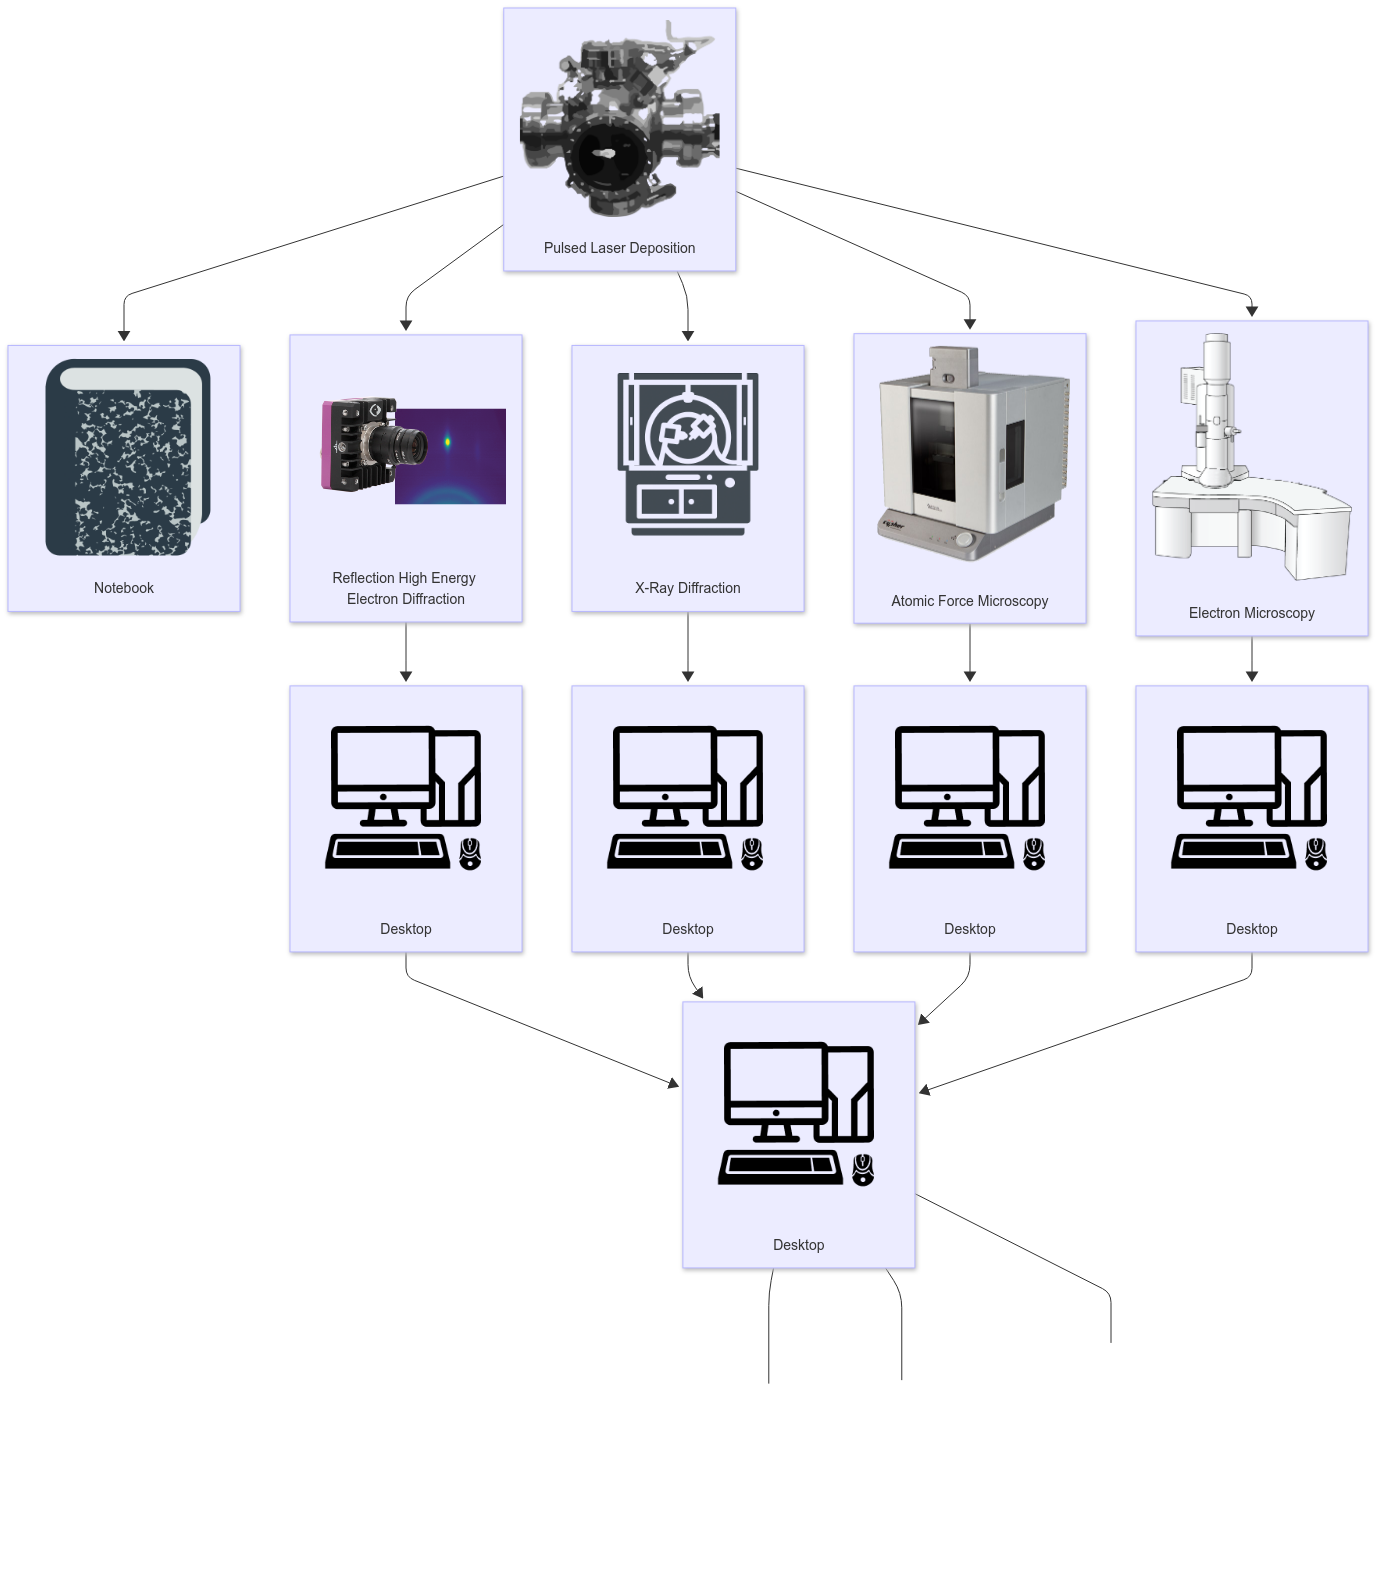 Pulsed Laser Deposition
Notebook
Reflection High Energy
Electron Diffraction
X-Ray Diffraction
Atomic Force Microscopy
Electron Microscopy
Desktop
Desktop
Desktop
Desktop
Desktop